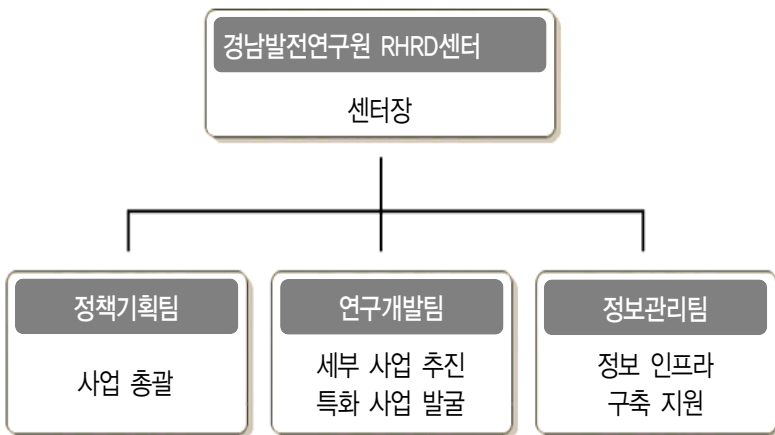 경남발전연구원 RHRD센터
센터장
정책기획팀
사업 총괄
연구개발팀
세부 사업 추진
특화 사업 발굴
정보관리팀
정보 인프라
구축 지원